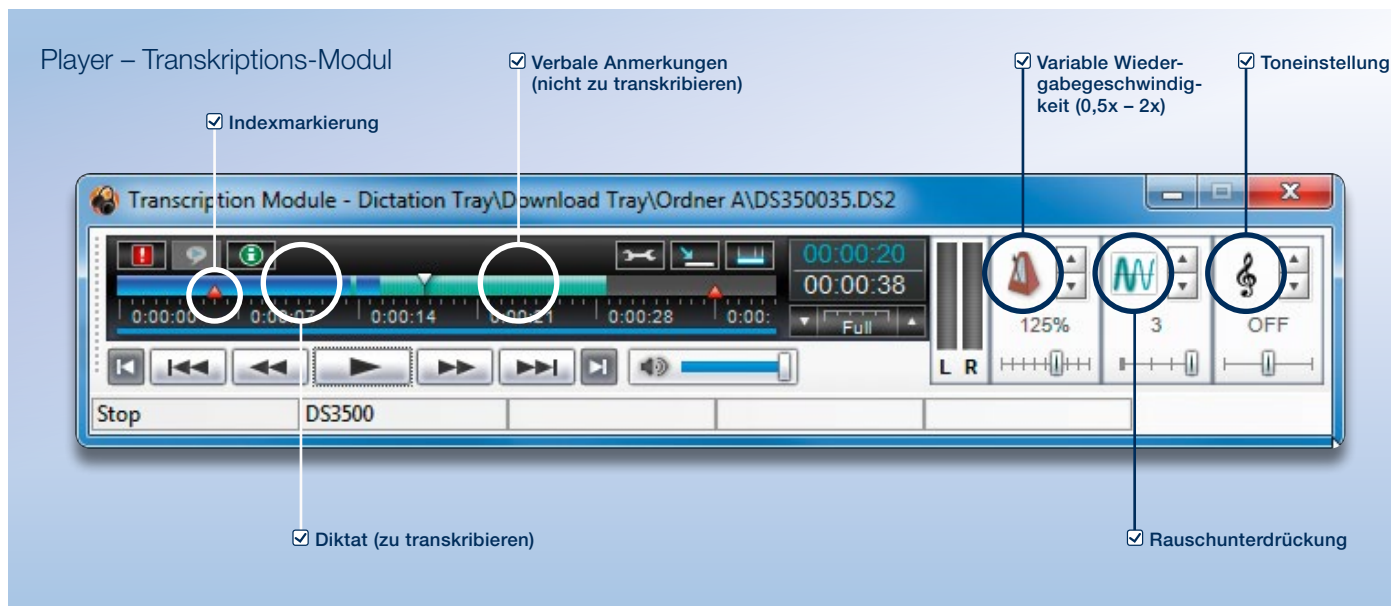 Player – Transkriptions-Modul
Verbale Anmerkungen
(nicht zu transkribieren)
Variable Wieder-
gabegeschwindig-
keit (0,5x – 2x)
Toneinstellung
Indexmarkierung
Transcription Module - Dictation Tray\Download Tray\Ordner A\DS350035.DS2
00:00:20
00:00:38
0:00:00 0:00:07 0:00:14 0:00:21 0:00:28 0:00:
Full
L R
125%
3
OFF
Stop
DS3500
Diktat (zu transkribieren)
Rauschunterdrückung